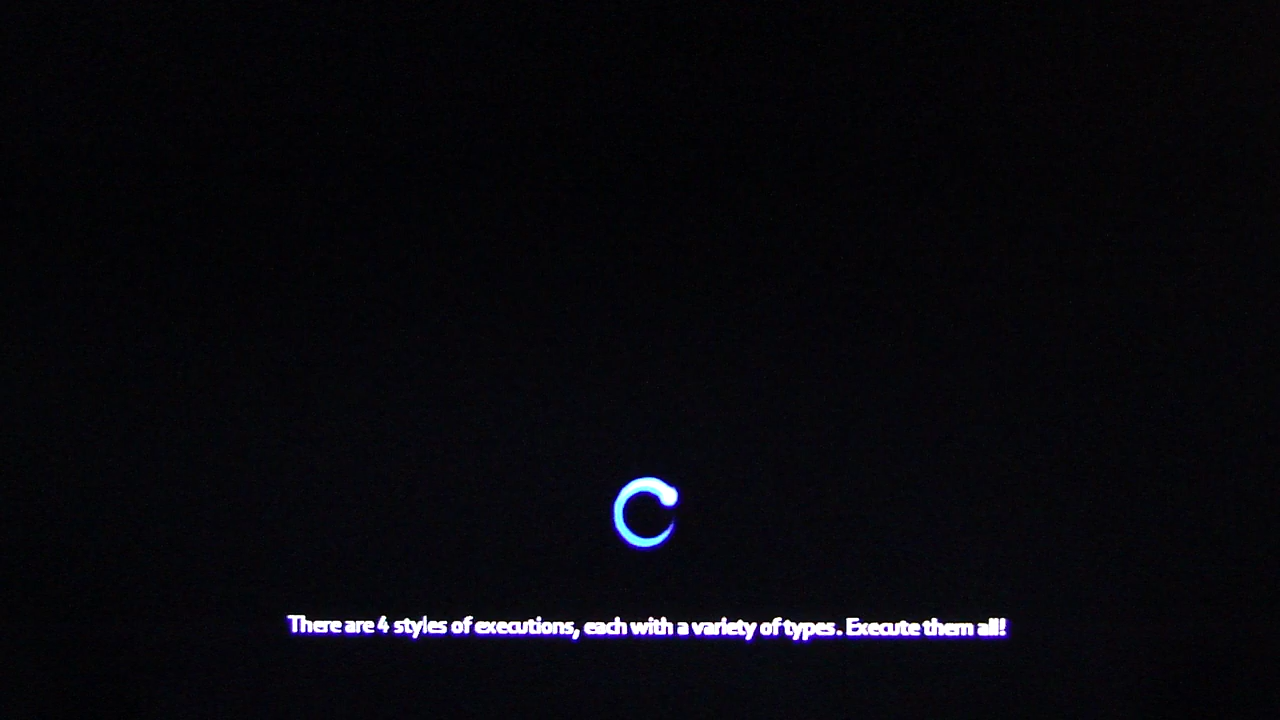 There are 4 styles of executions, each with a variety of types. Execute them all!